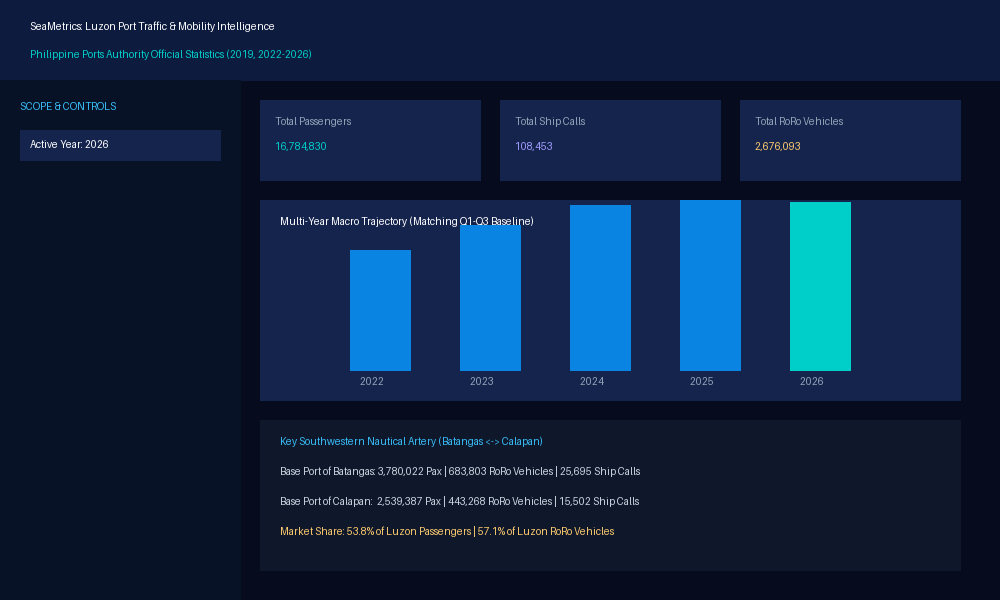 SeaMetrics: Luzon Port Traffic & Mobility Intelligence
Philippine Ports Authority Official Statistics (2019, 2022-2026)
SCOPE & CONTROLS
Active Year: 2026
Total Passengers
16,784,830
Total Ship Calls
108,453
Total RoRo Vehicles
2,676,093
Multi-Year Macro Trajectory (Matching Q1-Q3 Baseline)
2022
2023
2024
2025
2026
Key Southwestern Nautical Artery (Batangas <-> Calapan)
Base Port of Batangas: 3,780,022 Pax | 683,803 RoRo Vehicles | 25,695 Ship Calls
Base Port of Calapan: 2,539,387 Pax | 443,268 RoRo Vehicles | 15,502 Ship Calls
Market Share: 53.8% of Luzon Passengers | 57.1% of Luzon RoRo Vehicles